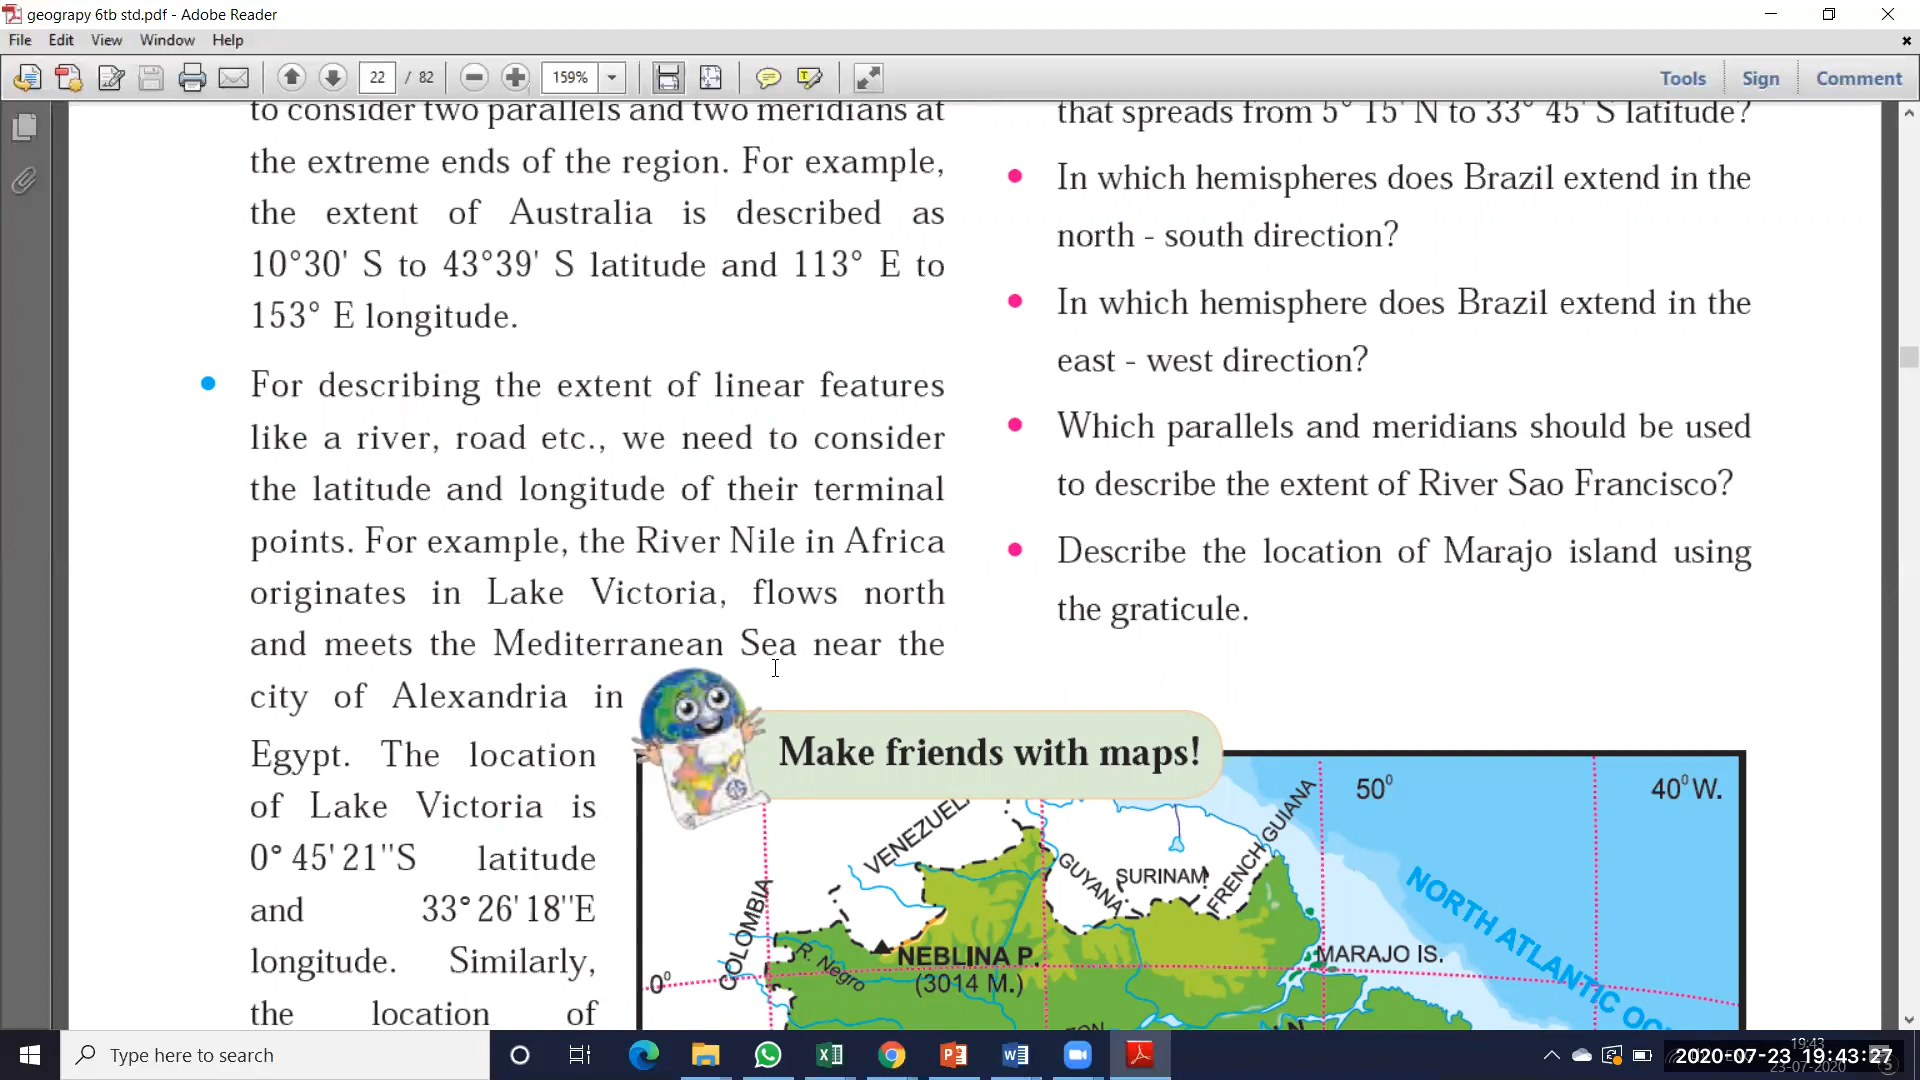 geograpy 6tb std.pdf - Adobe Reader
File Edit View Window Help
22 / 82 159% Tools Sign Comment
to consider two parallels and two meridians at
the extreme ends of the region. For example,
the extent of Australia is described as
10°30' S to 43°39' S latitude and 113° E to
153° E longitude.
• For describing the extent of linear features
like a river, road etc., we need to consider
the latitude and longitude of their terminal
points. For example, the River Nile in Africa
originates in Lake Victoria, flows north
and meets the Mediterranean Sea near the
city of Alexandria in
Egypt. The location
of Lake Victoria is
0° 45' 21"S latitude
and 33° 26' 18"E
longitude. Similarly,
the location of
that spreads from 5° 15' N to 33° 45' S latitude?
• In which hemispheres does Brazil extend in the
north - south direction?
• In which hemisphere does Brazil extend in the
east - west direction?
• Which parallels and meridians should be used
to describe the extent of River Sao Francisco?
• Describe the location of Marajo island using
the graticule.
Make friends with maps!
50° 40° W.
VENEZUEL
GUYANA
SURINAM
FRENCH GUIANA
COLOMBIA
NORTH ATLANTIC OC
R. Negro
NEBLINA P.
(3014 M.)
MARAJO IS.
0°
Type here to search
19:43
2020-07-23 19:43:27
23-07-2020
5